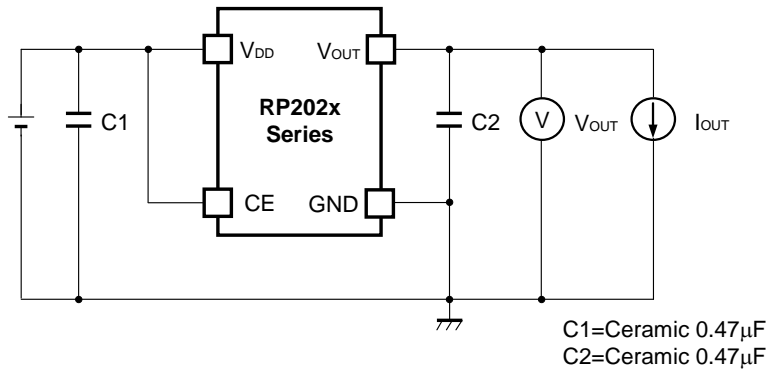 VDD
VOUT
RP202x
Series
C1
C2
V
VOUT
IOUT
CE
GND
C1=Ceramic 0.47μF
C2=Ceramic 0.47μF